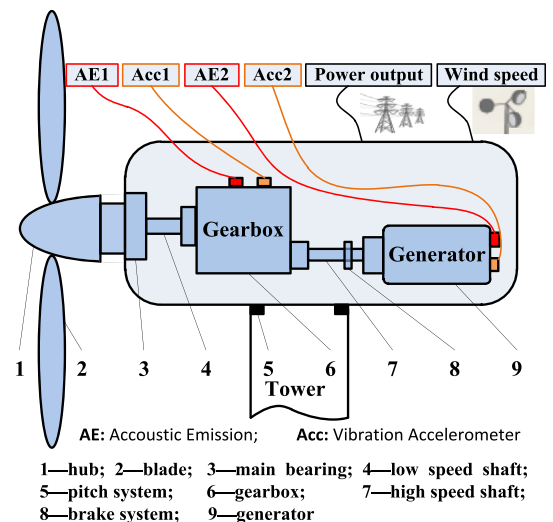 AE1 Acc1 AE2 Acc2 Power output Wind speed
Gearbox
Generator
1 2 3 4 5 6 7 8 9
Tower
AE: Accoustic Emission; Acc: Vibration Accelerometer
1—hub; 2—blade; 3—main bearing; 4—low speed shaft;
5—pitch system; 6—gearbox; 7—high speed shaft;
8—brake system; 9—generator